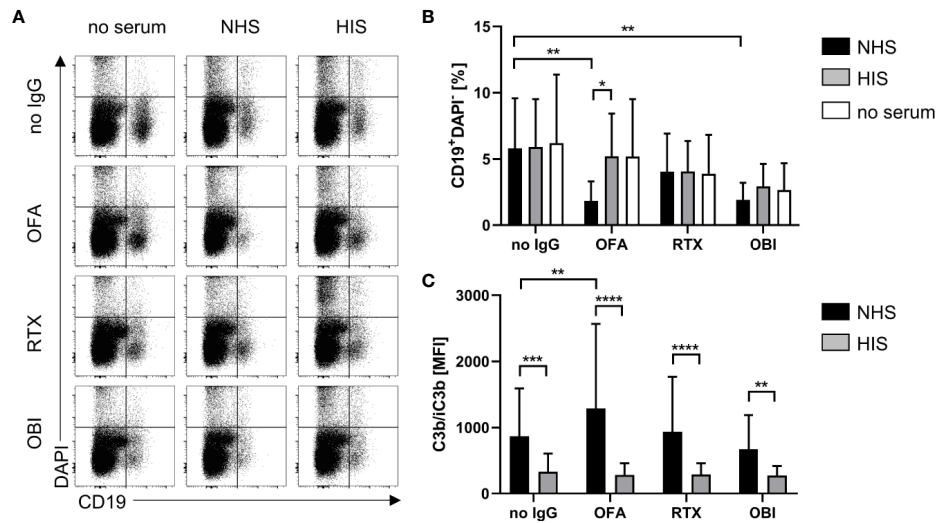 A
no serum
NHS
HIS
no IgG
OFA
RTX
OBI
DAPI
CD19
B
CD19⁺DAPI⁻ [%]
15
10
5
0
**
**
*
no IgG
OFA
RTX
OBI
NHS
HIS
no serum
C
C3b/iC3b [MFI]
3000
2000
1000
0
**
***
****
****
**
no IgG
OFA
RTX
OBI
NHS
HIS